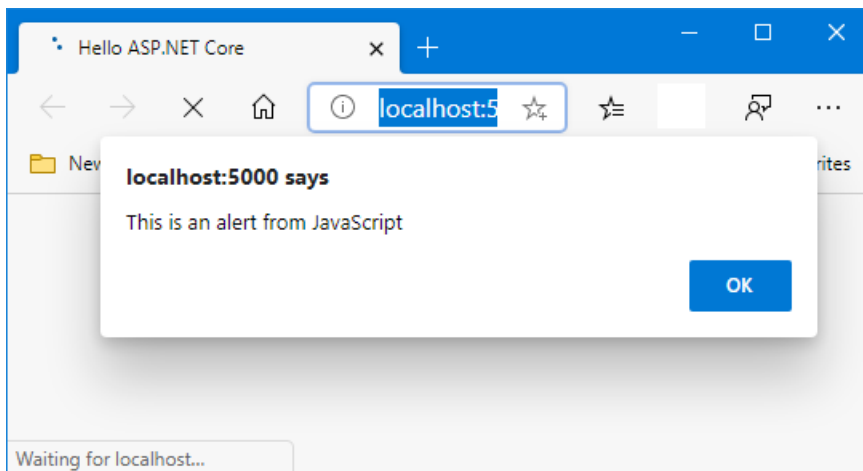 Hello ASP.NET Core
localhost:5
New
rites
localhost:5000 says
This is an alert from JavaScript
OK
Waiting for localhost...